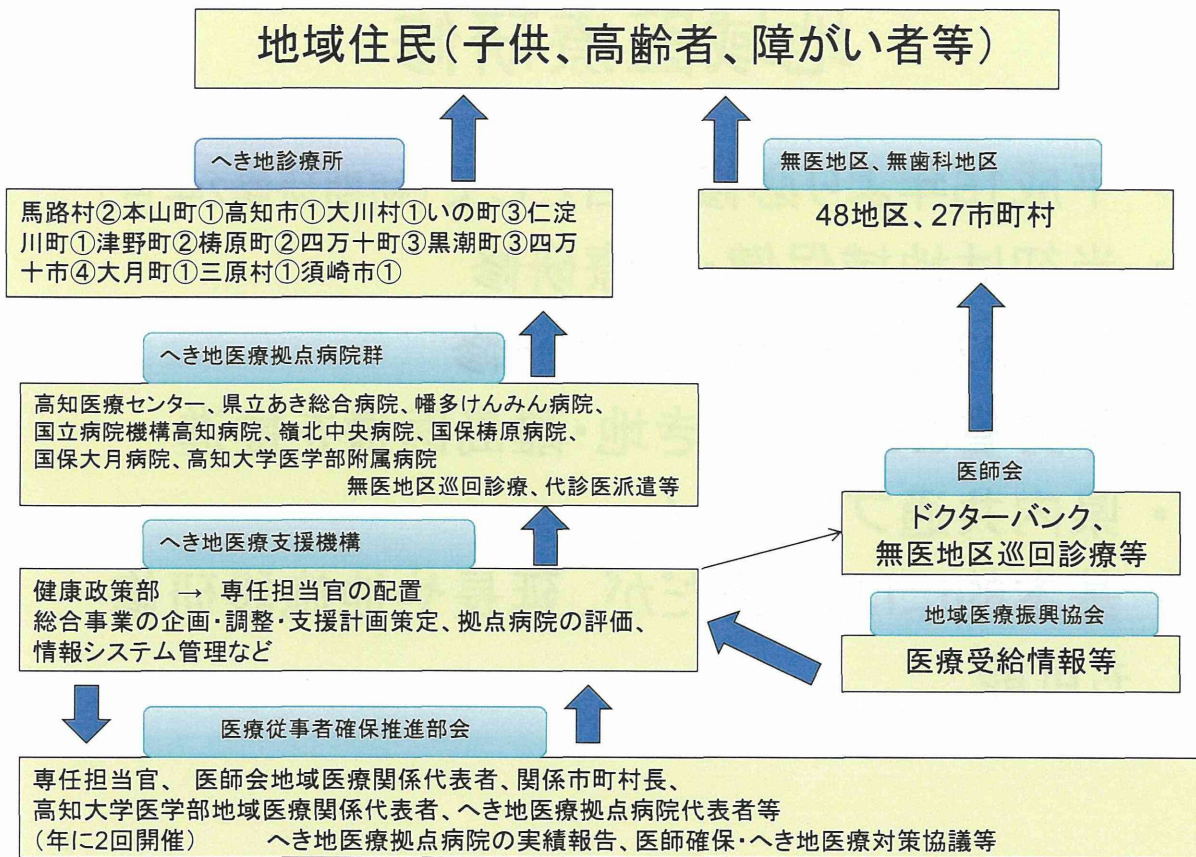 地域住民(子供、高齢者、障がい者等)
へき地診療所
馬路村②本山町①高知市①大川村①いの町③仁淀
川町①津野町②梼原町②四万十町③黒潮町③四万
十市④大月町①三原村①須崎市①
無医地区、無歯科地区
48地区、27市町村
へき地医療拠点病院群
高知医療センター、県立あき総合病院、幡多けんみん病院、
国立病院機構高知病院、嶺北中央病院、国保梼原病院、
国保大月病院、高知大学医学部附属病院
無医地区巡回診療、代診医派遣等
医師会
ドクターバンク、
無医地区巡回診療等
へき地医療支援機構
健康政策部 → 専任担当官の配置
総合事業の企画・調整・支援計画策定、拠点病院の評価、
情報システム管理など
地域医療振興協会
医療受給情報等
医療従事者確保推進部会
専任担当官、 医師会地域医療関係代表者、関係市町村長、
高知大学医学部地域医療関係代表者、へき地医療拠点病院代表者等
(年に2回開催) へき地医療拠点病院の実績報告、医師確保・へき地医療対策協議等